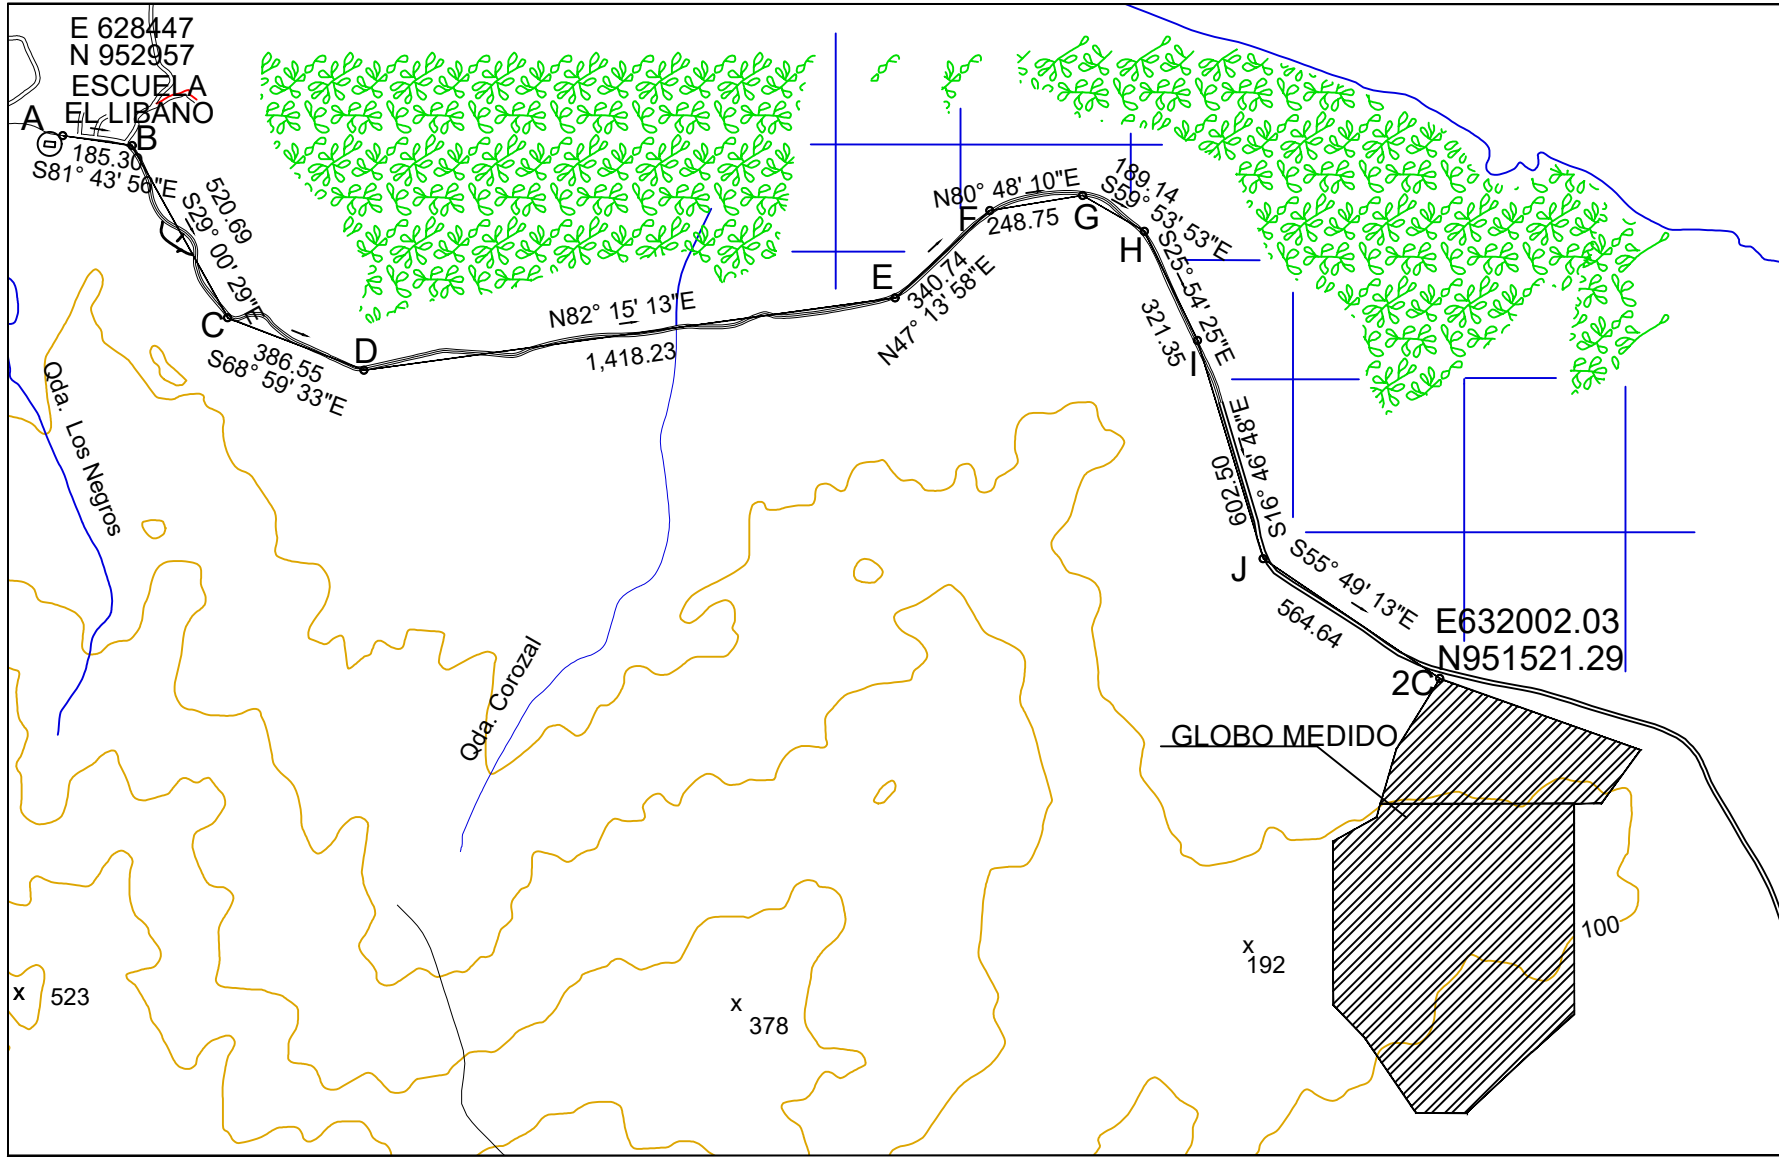 E 628447
N 952957
ESCUELA
EL LIBANO
A
B
185.30
S81° 43' 56"E
520.69
S29° 00' 29"E
C
386.55
S68° 59' 33"E
D
N82° 15' 13"E
1,418.23
E
340.74
N47° 13' 58"E
F
N80° 48' 10"E
248.75
G
189.14
S59° 53' 53"E
H
S25° 54' 25"E
321.35
I
S16° 46' 48"E
602.50
J
S55° 49' 13"E
564.64
E632002.03
N951521.29
2C
GLOBO MEDIDO
Qda. Los Negros
Qda. Corozal
100
x
192
x 523
x
378